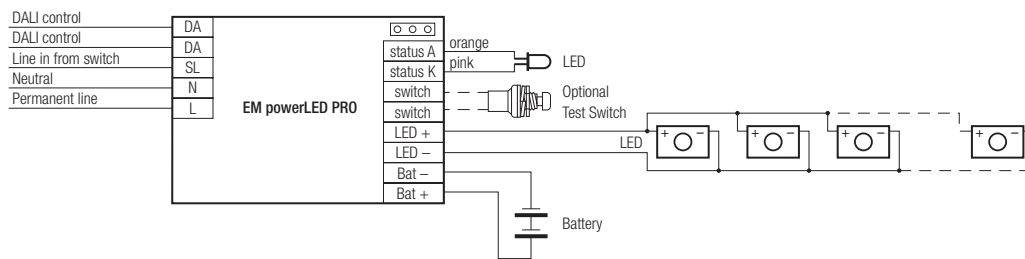 DALI control
DALI control
Line in from switch
Neutral
Permanent line
DA
DA
SL
N
L
EM powerLED PRO
status A
status K
switch
switch
LED +
LED –
Bat –
Bat +
orange
pink
LED
Optional
Test Switch
LED
+ –
+ –
+ –
+ –
Battery